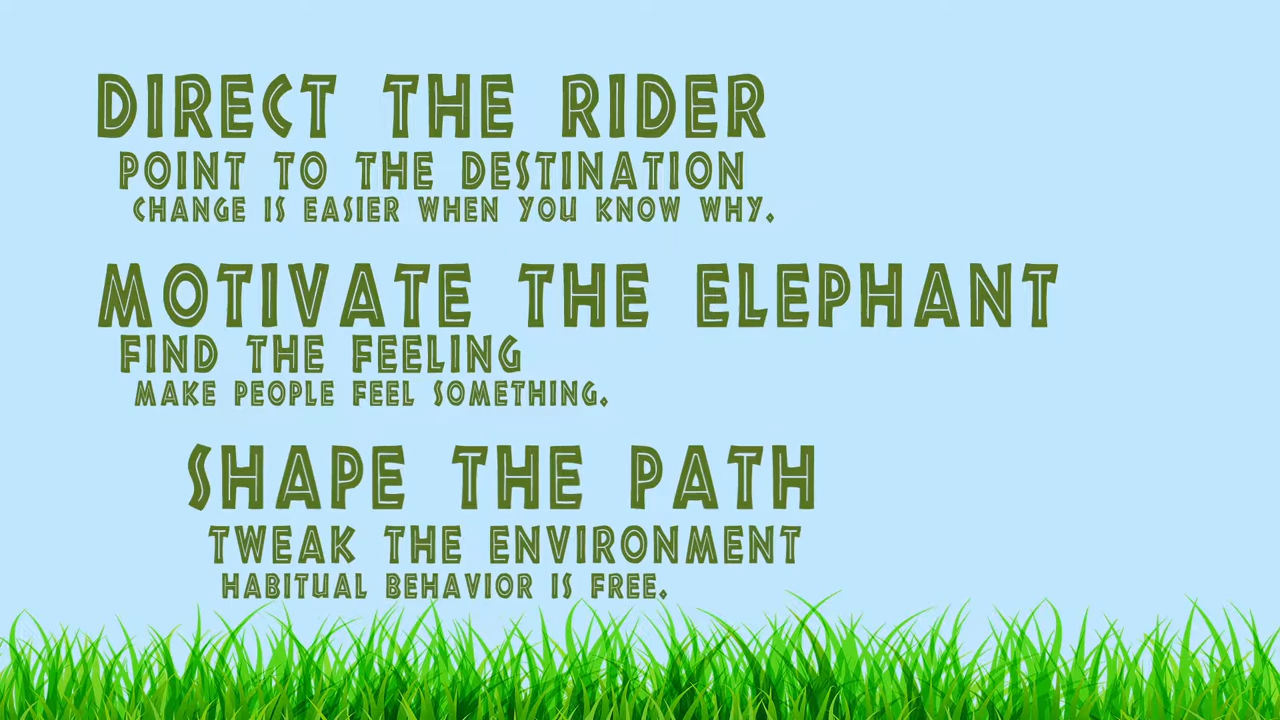 DIRECT THE RIDER
POINT TO THE DESTINATION
CHANGE IS EASIER WHEN YOU KNOW WHY.
MOTIVATE THE ELEPHANT
FIND THE FEELING
MAKE PEOPLE FEEL SOMETHING.
SHAPE THE PATH
TWEAK THE ENVIRONMENT
HABITUAL BEHAVIOR IS FREE.